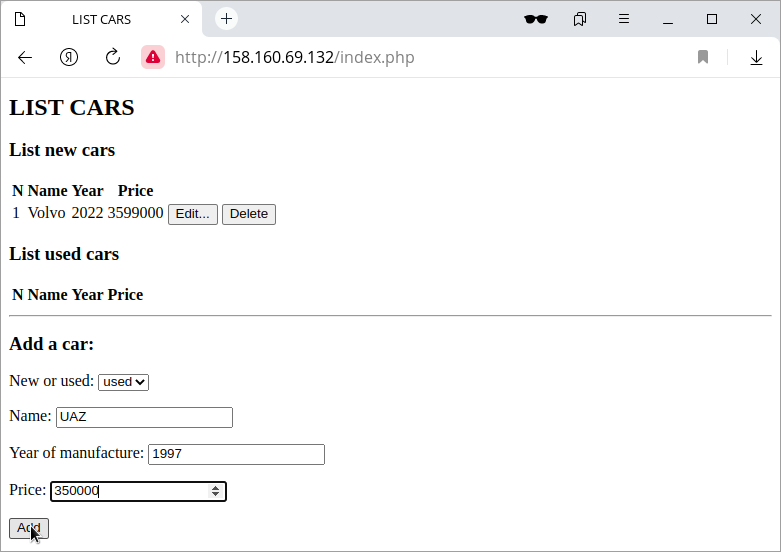 LIST CARS
Я http://158.160.69.132/index.php
LIST CARS
List new cars
N Name Year Price
1 Volvo 2022 3599000 Edit... Delete
List used cars
N Name Year Price
Add a car:
New or used: used
Name: UAZ
Year of manufacture: 1997
Price: 350000
Add